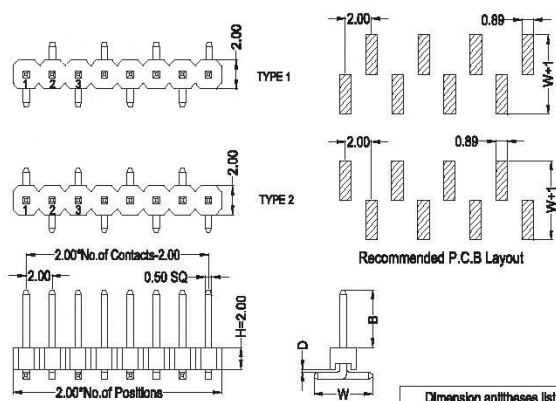 2.00
0.89
2.00
TYPE 1
W+1
1 2 3
2.00
0.89
2.00
TYPE 2
W+1
1 2 3
2.00*No.of Contacts-2.00
Recommended P.C.B Layout
2.00
0.50 SQ
H=2.00
B
D
W
2.00*No.of Positions
Dimension antitheses list